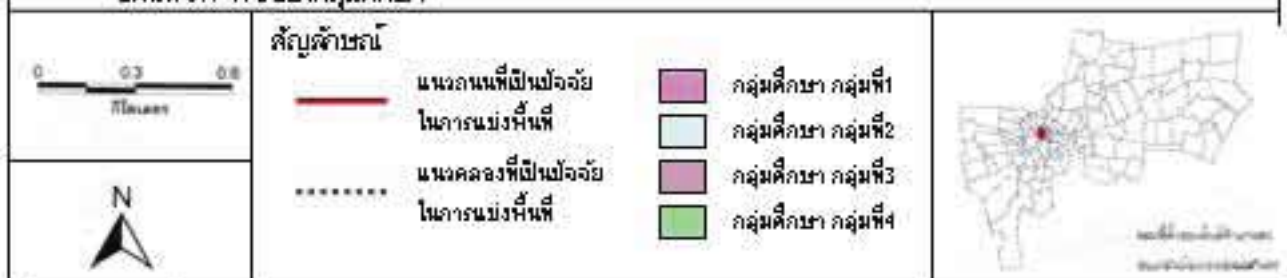 สัญลักษณ์
0 0.3 0.6
กิโลเมตร
แนวถนนที่เป็นปัจจัย
ในการแบ่งพื้นที่
แนวคลองที่เป็นปัจจัย
ในการแบ่งพื้นที่
กลุ่มศึกษา กลุ่มที่1
กลุ่มศึกษา กลุ่มที่2
กลุ่มศึกษา กลุ่มที่3
กลุ่มศึกษา กลุ่มที่4
N